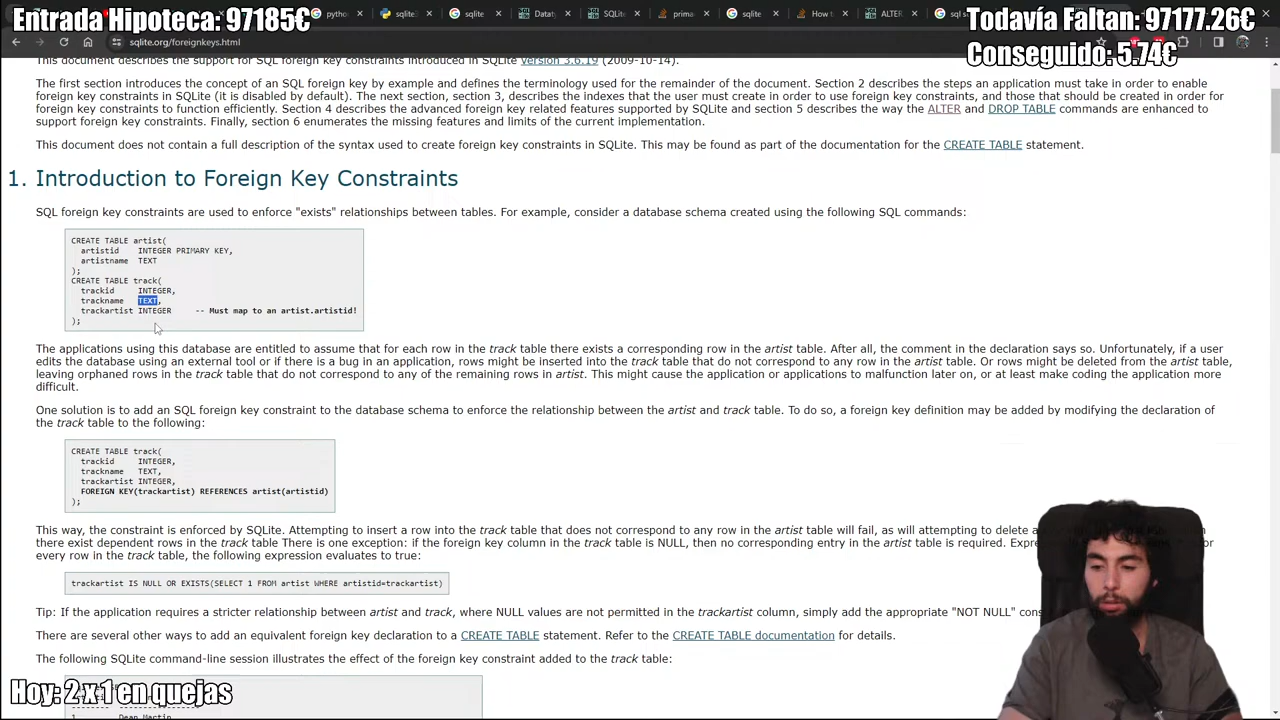 Entrada Hipoteca: 97185€
Todavía Faltan: 97177.26€
Conseguido: 5.74€
python
sqlite
sqlite
Datat
SQLite
prima
sqlite
How t
ALTER
sql s
sqlite.org/foreignkeys.html
This document describes the support for SQL foreign key constraints introduced in SQLite version 3.6.19 (2009-10-14).
The first section introduces the concept of an SQL foreign key by example and defines the terminology used for the remainder of the document. Section 2 describes the steps an application must take in order to enable
foreign key constraints in SQLite (it is disabled by default). The next section, section 3, describes the indexes that the user must create in order to use foreign key constraints, and those that should be created in order for
foreign key constraints to function efficiently. Section 4 describes the advanced foreign key related features supported by SQLite and section 5 describes the way the ALTER and DROP TABLE commands are enhanced to
support foreign key constraints. Finally, section 6 enumerates the missing features and limits of the current implementation.
This document does not contain a full description of the syntax used to create foreign key constraints in SQLite. This may be found as part of the documentation for the CREATE TABLE statement.
1. Introduction to Foreign Key Constraints
SQL foreign key constraints are used to enforce "exists" relationships between tables. For example, consider a database schema created using the following SQL commands:
CREATE TABLE artist(
artistid INTEGER PRIMARY KEY,
artistname TEXT
);
CREATE TABLE track(
trackid INTEGER,
trackname TEXT,
trackartist INTEGER -- Must map to an artist.artistid!
);
The applications using this database are entitled to assume that for each row in the track table there exists a corresponding row in the artist table. After all, the comment in the declaration says so. Unfortunately, if a user
edits the database using an external tool or if there is a bug in an application, rows might be inserted into the track table that do not correspond to any row in the artist table. Or rows might be deleted from the artist table,
leaving orphaned rows in the track table that do not correspond to any of the remaining rows in artist. This might cause the application or applications to malfunction later on, or at least make coding the application more
difficult.
One solution is to add an SQL foreign key constraint to the database schema to enforce the relationship between the artist and track table. To do so, a foreign key definition may be added by modifying the declaration of
the track table to the following:
CREATE TABLE track(
trackid INTEGER,
trackname TEXT,
trackartist INTEGER,
FOREIGN KEY(trackartist) REFERENCES artist(artistid)
);
This way, the constraint is enforced by SQLite. Attempting to insert a row into the track table that does not correspond to any row in the artist table will fail, as will attempting to delete a
there exist dependent rows in the track table There is one exception: if the foreign key column in the track table is NULL, then no corresponding entry in the artist table is required. Expre or
every row in the track table, the following expression evaluates to true:
trackartist IS NULL OR EXISTS(SELECT 1 FROM artist WHERE artistid=trackartist)
Tip: If the application requires a stricter relationship between artist and track, where NULL values are not permitted in the trackartist column, simply add the appropriate "NOT NULL" cons
There are several other ways to add an equivalent foreign key declaration to a CREATE TABLE statement. Refer to the CREATE TABLE documentation for details.
The following SQLite command-line session illustrates the effect of the foreign key constraint added to the track table:
1 Dean Martin
Hoy: 2 x 1 en quejas